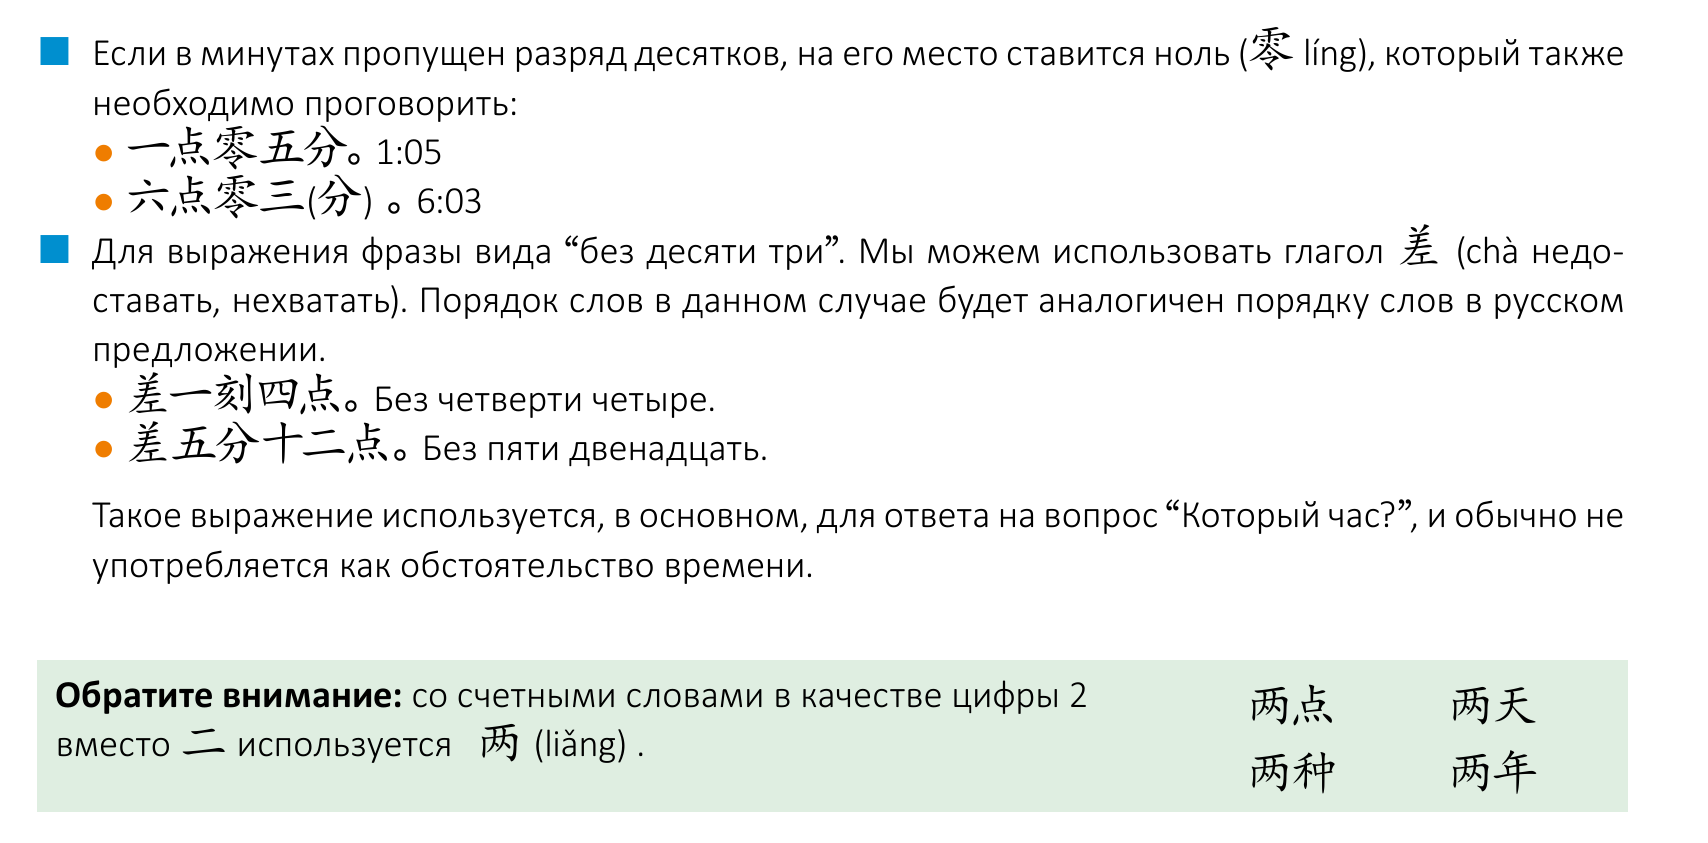 Если в минутах пропущен разряд десятков, на его место ставится ноль (零 líng), который также
необходимо проговорить:
● 一点零五分。1:05
● 六点零三(分) 。6:03
Для выражения фразы вида “без десяти три”. Мы можем использовать глагол 差 (chà недо-
ставать, нехватать). Порядок слов в данном случае будет аналогичен порядку слов в русском
предложении.
● 差一刻四点。Без четверти четыре.
● 差五分十二点。Без пяти двенадцать.
Такое выражение используется, в основном, для ответа на вопрос “Который час?”, и обычно не
употребляется как обстоятельство времени.
Обратите внимание: со счетными словами в качестве цифры 2
вместо 二 используется 两 (liǎng) .
两点 两天
两种 两年